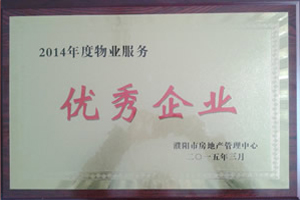 2014年度物业服务
优秀企业
濮阳市房地产管理中心
二〇一五年三月